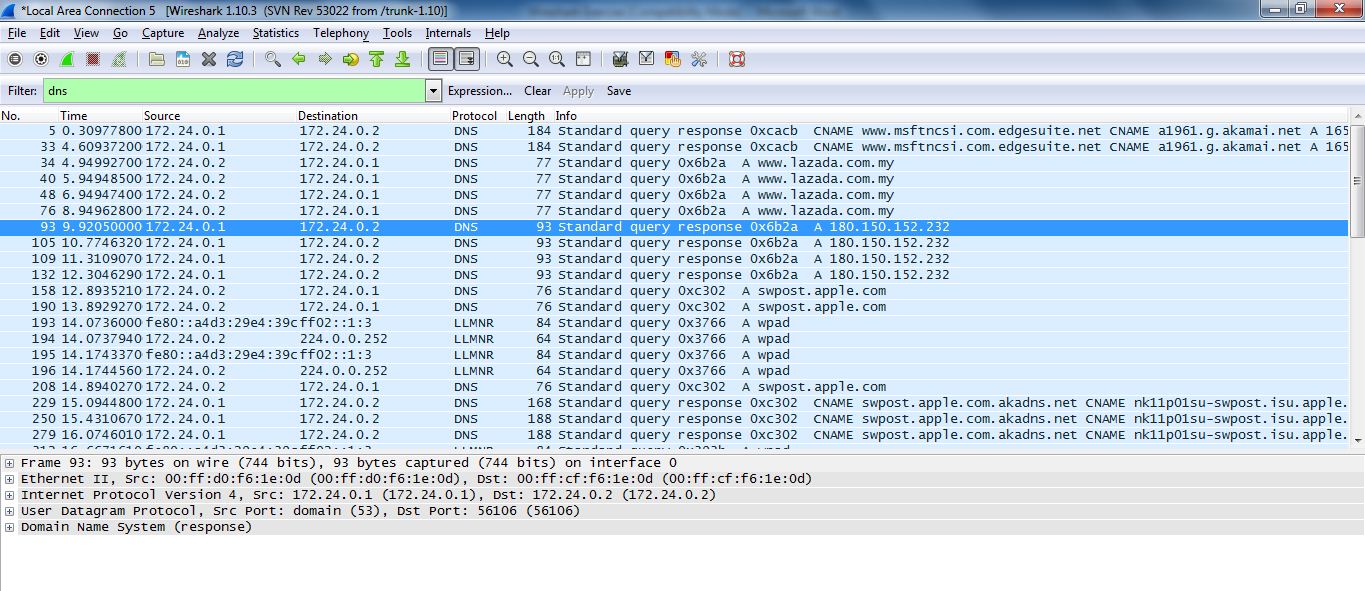 *Local Area Connection 5 [Wireshark 1.10.3 (SVN Rev 53022 from /trunk-1.10)]
File Edit View Go Capture Analyze Statistics Telephony Tools Internals Help
Filter: dns Expression... Clear Apply Save
No. Time Source Destination Protocol Length Info
5 0.30977800 172.24.0.1 172.24.0.2 DNS 184 Standard query response 0xcacb CNAME www.msftncsi.com.edgesuite.net CNAME a1961.g.akamai.net A 165
33 4.60937200 172.24.0.1 172.24.0.2 DNS 184 Standard query response 0xcacb CNAME www.msftncsi.com.edgesuite.net CNAME a1961.g.akamai.net A 165
34 4.94992700 172.24.0.2 172.24.0.1 DNS 77 Standard query 0x6b2a A www.lazada.com.my
40 5.94948500 172.24.0.2 172.24.0.1 DNS 77 Standard query 0x6b2a A www.lazada.com.my
48 6.94947400 172.24.0.2 172.24.0.1 DNS 77 Standard query 0x6b2a A www.lazada.com.my
76 8.94962800 172.24.0.2 172.24.0.1 DNS 77 Standard query 0x6b2a A www.lazada.com.my
93 9.92050000 172.24.0.1 172.24.0.2 DNS 93 Standard query response 0x6b2a A 180.150.152.232
105 10.7746320 172.24.0.1 172.24.0.2 DNS 93 Standard query response 0x6b2a A 180.150.152.232
109 11.3109070 172.24.0.1 172.24.0.2 DNS 93 Standard query response 0x6b2a A 180.150.152.232
132 12.3046290 172.24.0.1 172.24.0.2 DNS 93 Standard query response 0x6b2a A 180.150.152.232
158 12.8935210 172.24.0.2 172.24.0.1 DNS 76 Standard query 0xc302 A swpost.apple.com
190 13.8929270 172.24.0.2 172.24.0.1 DNS 76 Standard query 0xc302 A swpost.apple.com
193 14.0736000 fe80::a4d3:29e4:39c ff02::1:3 LLMNR 84 Standard query 0x3766 A wpad
194 14.0737940 172.24.0.2 224.0.0.252 LLMNR 64 Standard query 0x3766 A wpad
195 14.1743370 fe80::a4d3:29e4:39c ff02::1:3 LLMNR 84 Standard query 0x3766 A wpad
196 14.1744560 172.24.0.2 224.0.0.252 LLMNR 64 Standard query 0x3766 A wpad
208 14.8940270 172.24.0.2 172.24.0.1 DNS 76 Standard query 0xc302 A swpost.apple.com
229 15.0944800 172.24.0.1 172.24.0.2 DNS 168 Standard query response 0xc302 CNAME swpost.apple.com.akadns.net CNAME nk11p01su-swpost.isu.apple.
250 15.4310670 172.24.0.1 172.24.0.2 DNS 188 Standard query response 0xc302 CNAME swpost.apple.com.akadns.net CNAME nk11p01su-swpost.isu.apple.
279 16.0746010 172.24.0.1 172.24.0.2 DNS 188 Standard query response 0xc302 CNAME swpost.apple.com.akadns.net CNAME nk11p01su-swpost.isu.apple.
Frame 93: 93 bytes on wire (744 bits), 93 bytes captured (744 bits) on interface 0
Ethernet II, Src: 00:ff:d0:f6:1e:0d (00:ff:d0:f6:1e:0d), Dst: 00:ff:cf:f6:1e:0d (00:ff:cf:f6:1e:0d)
Internet Protocol Version 4, Src: 172.24.0.1 (172.24.0.1), Dst: 172.24.0.2 (172.24.0.2)
User Datagram Protocol, Src Port: domain (53), Dst Port: 56106 (56106)
Domain Name System (response)